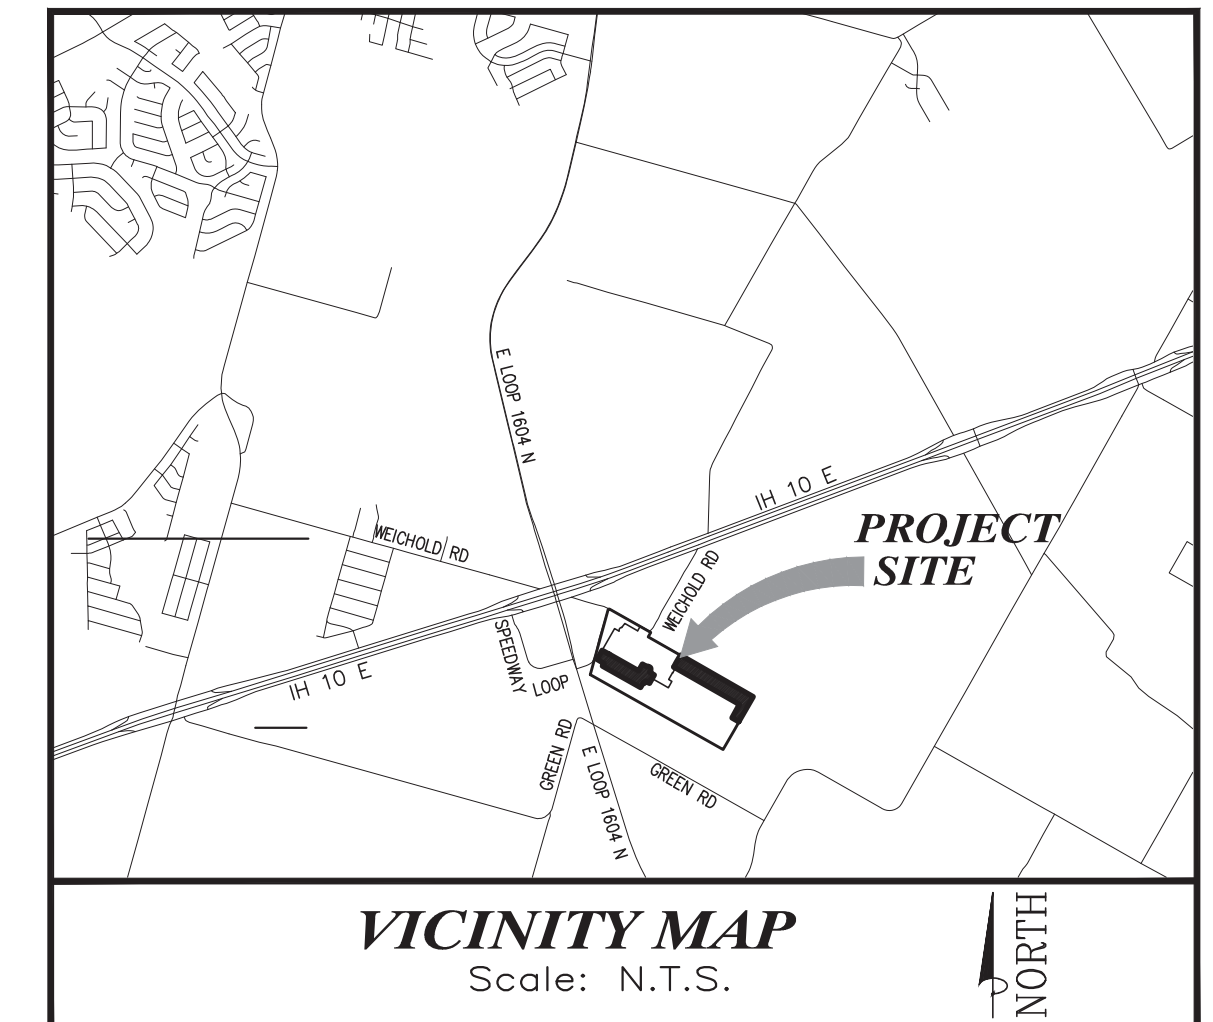 E LOOP 1604 N
IH 10 E
PROJECT
SITE
WEICHOLD RD
WEICHOLD RD
SPEEDWAY
LOOP
IH 10 E
GREEN RD
E LOOP 1604 N
GREEN RD
VICINITY MAP
Scale: N.T.S.
NORTH